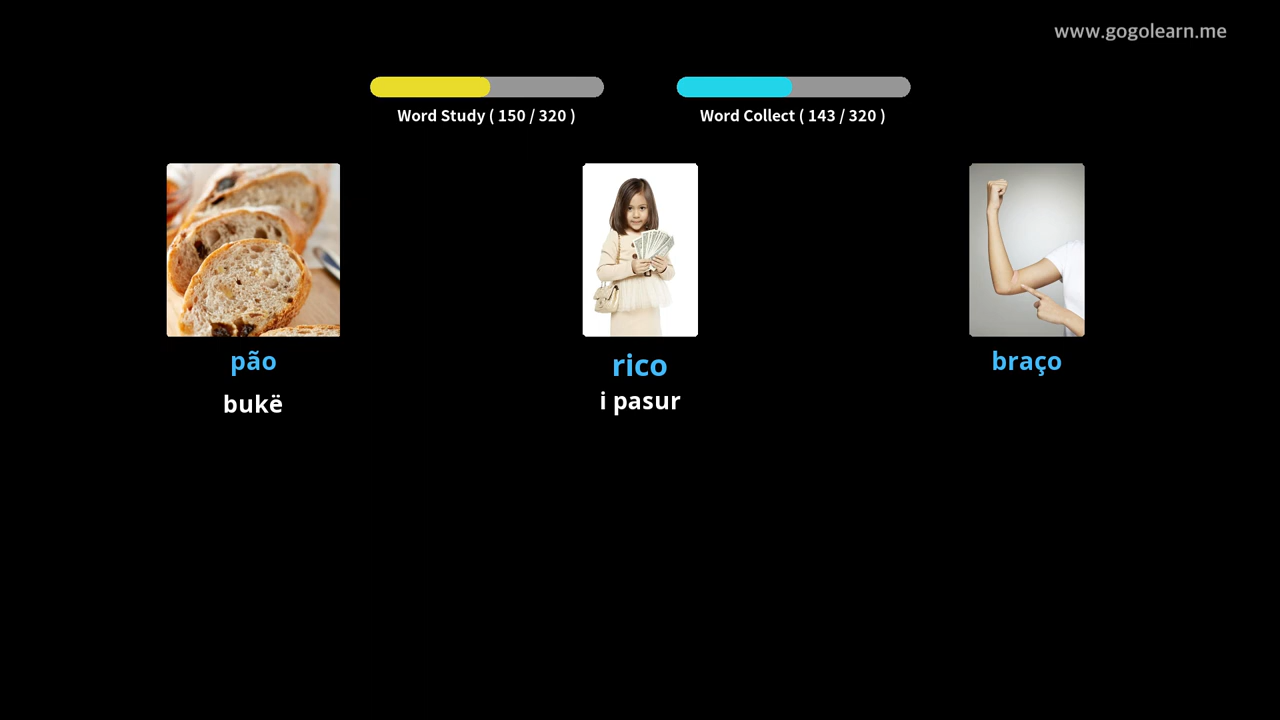 www.gogolearn.me
Word Study ( 150 / 320 )
Word Collect ( 143 / 320 )
pão
rico
braço
bukë
i pasur